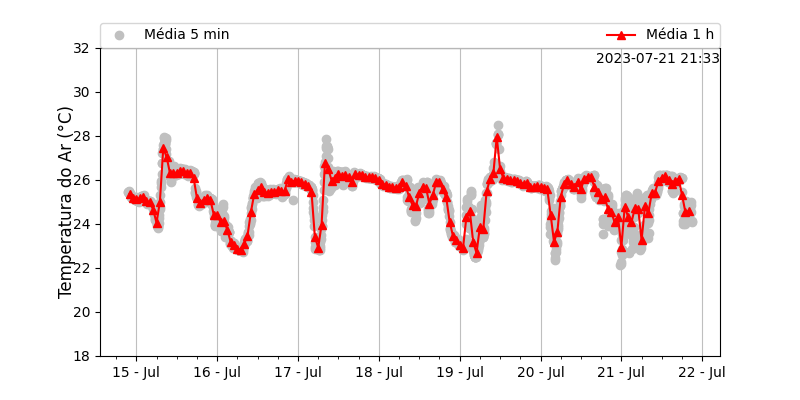 Média 5 min
Média 1 h
2023-07-21 21:33
Temperatura do Ar (°C)
32
30
28
26
24
22
20
18
15 - Jul
16 - Jul
17 - Jul
18 - Jul
19 - Jul
20 - Jul
21 - Jul
22 - Jul